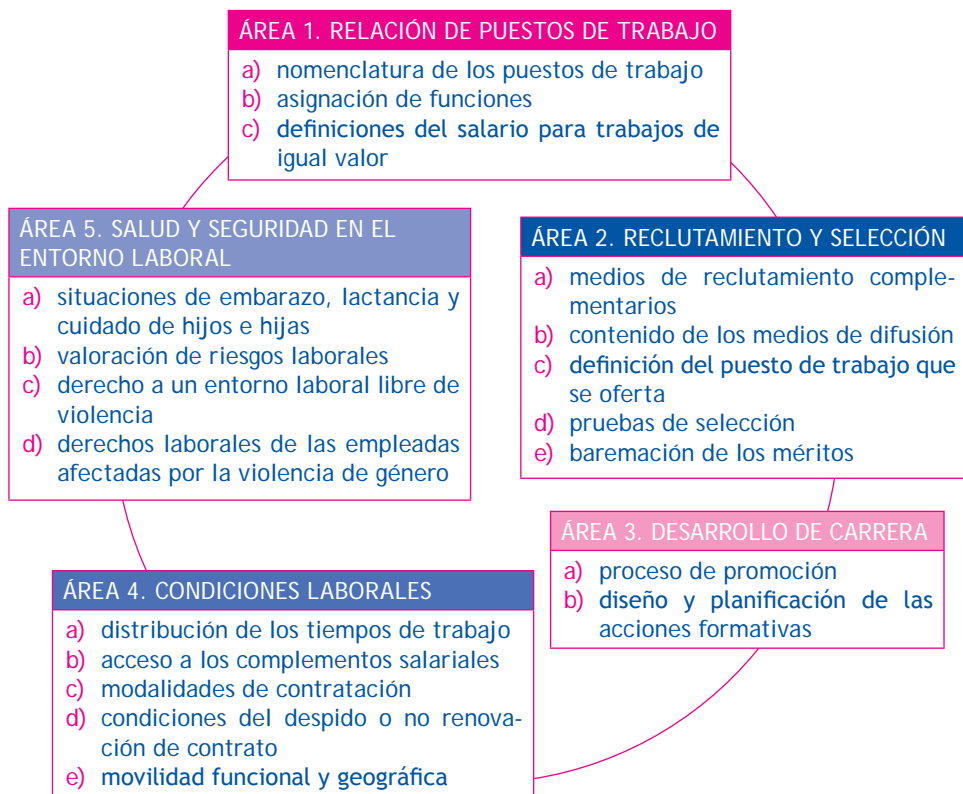 ÁREA 1. RELACIÓN DE PUESTOS DE TRABAJO
a) nomenclatura de los puestos de trabajo
b) asignación de funciones
c) definiciones del salario para trabajos de
igual valor
ÁREA 2. RECLUTAMIENTO Y SELECCIÓN
a) medios de reclutamiento comple-
mentarios
b) contenido de los medios de difusión
c) definición del puesto de trabajo que
se oferta
d) pruebas de selección
e) baremación de los méritos
ÁREA 3. DESARROLLO DE CARRERA
a) proceso de promoción
b) diseño y planificación de las
acciones formativas
ÁREA 4. CONDICIONES LABORALES
a) distribución de los tiempos de trabajo
b) acceso a los complementos salariales
c) modalidades de contratación
d) condiciones del despido o no renova-
ción de contrato
e) movilidad funcional y geográfica
ÁREA 5. SALUD Y SEGURIDAD EN EL
ENTORNO LABORAL
a) situaciones de embarazo, lactancia y
cuidado de hijos e hijas
b) valoración de riesgos laborales
c) derecho a un entorno laboral libre de
violencia
d) derechos laborales de las empleadas
afectadas por la violencia de género